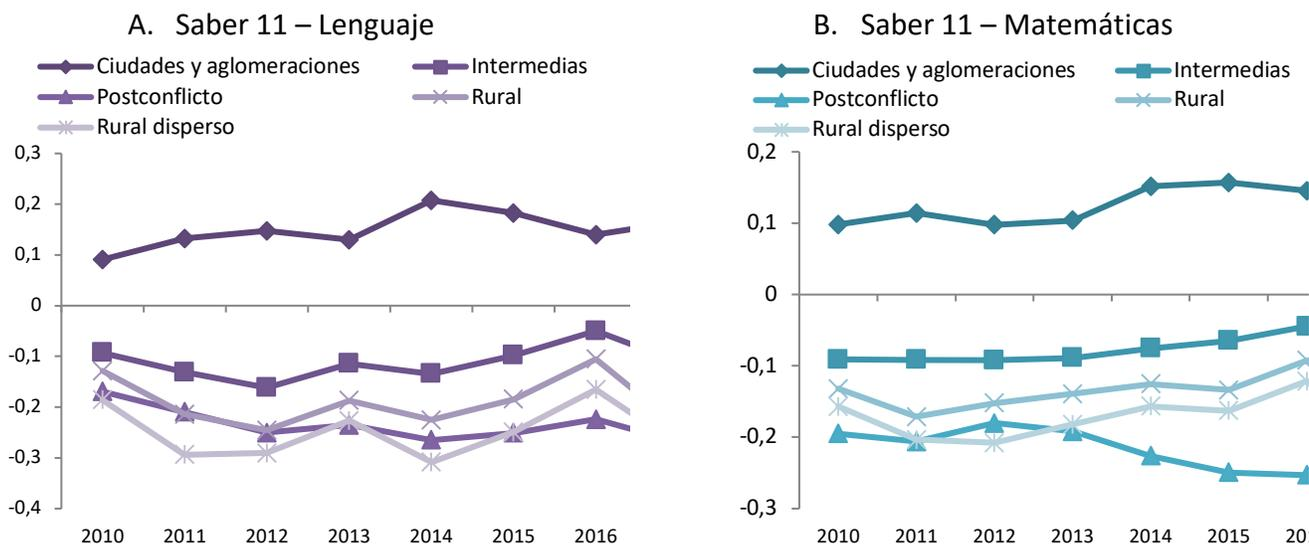 A. Saber 11 – Lenguaje
Ciudades y aglomeraciones Intermedias
Postconflicto Rural
Rural disperso
0,3
0,2
0,1
0
-0,1
-0,2
-0,3
-0,4
2010 2011 2012 2013 2014 2015 2016
B. Saber 11 – Matemáticas
Ciudades y aglomeraciones Intermedias
Postconflicto Rural
Rural disperso
0,2
0,1
0
-0,1
-0,2
-0,3
2010 2011 2012 2013 2014 2015